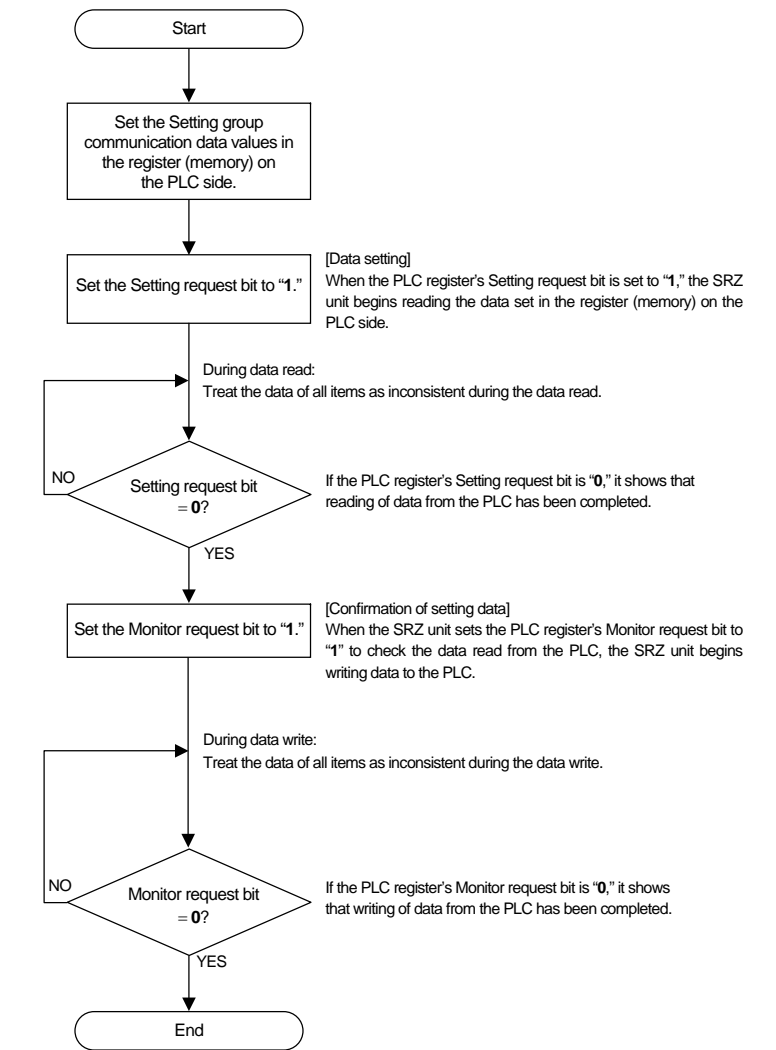 Start
Set the Setting group
communication data values in
the register (memory) on
the PLC side.
Set the Setting request bit to “1.”
[Data setting]
When the PLC register’s Setting request bit is set to “1,” the SRZ
unit begins reading the data set in the register (memory) on the
PLC side.
During data read:
Treat the data of all items as inconsistent during the data read.
NO
Setting request bit
= 0?
If the PLC register’s Setting request bit is “0,” it shows that
reading of data from the PLC has been completed.
YES
Set the Monitor request bit to “1.”
[Confirmation of setting data]
When the SRZ unit sets the PLC register’s Monitor request bit to
“1” to check the data read from the PLC, the SRZ unit begins
writing data to the PLC.
During data write:
Treat the data of all items as inconsistent during the data write.
NO
Monitor request bit
= 0?
If the PLC register’s Monitor request bit is “0,” it shows
that writing of data from the PLC has been completed.
YES
End